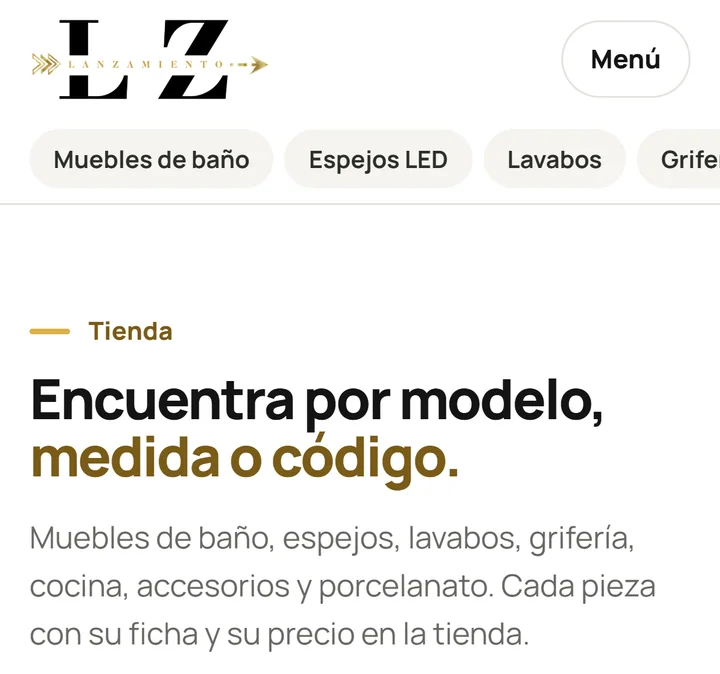 LZ
LANZAMIENTO
Menú
Muebles de baño
Espejos LED
Lavabos
Grife
Tienda
Encuentra por modelo,
medida o código.
Muebles de baño, espejos, lavabos, grifería,
cocina, accesorios y porcelanato. Cada pieza
con su ficha y su precio en la tienda.